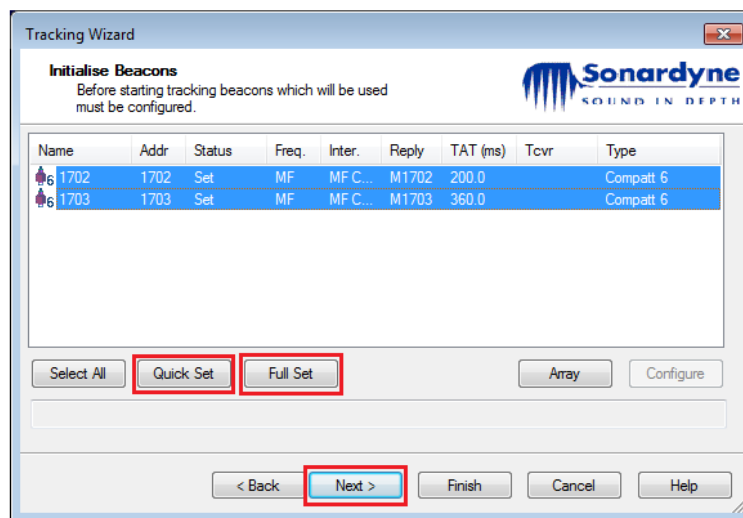 Tracking Wizard
Initialise Beacons
Before starting tracking beacons which will be used
must be configured.
Sonardyne
SOUND IN DEPTH
Name Addr Status Freq. Inter. Reply TAT (ms) Tcvr Type
6 1702 1702 Set MF MF C... M1702 200.0 Compatt 6
6 1703 1703 Set MF MF C... M1703 360.0 Compatt 6
Select All Quick Set Full Set Array Configure
< Back Next > Finish Cancel Help